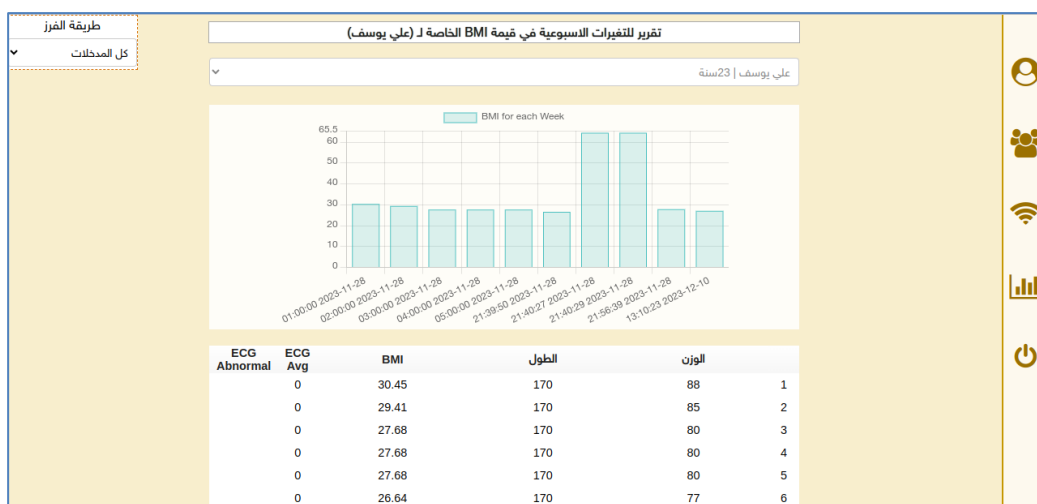 طريقة الفرز
كل المدخلات
تقرير للتغيرات الاسبوعية في قيمة BMI الخاصة لـ (علي يوسف)
علي يوسف | 23سنة
BMI for each Week
65.5
60
50
40
30
20
10
0
01:00:00 2023-11-28
02:00:00 2023-11-28
03:00:00 2023-11-28
04:00:00 2023-11-28
05:00:00 2023-11-28
21:39:50 2023-11-28
21:40:27 2023-11-28
21:40:29 2023-11-28
21:56:39 2023-11-28
13:10:23 2023-12-10
الوزن الطول BMI ECG Avg ECG Abnormal
1 88 170 30.45 0
2 85 170 29.41 0
3 80 170 27.68 0
4 80 170 27.68 0
5 80 170 27.68 0
6 77 170 26.64 0